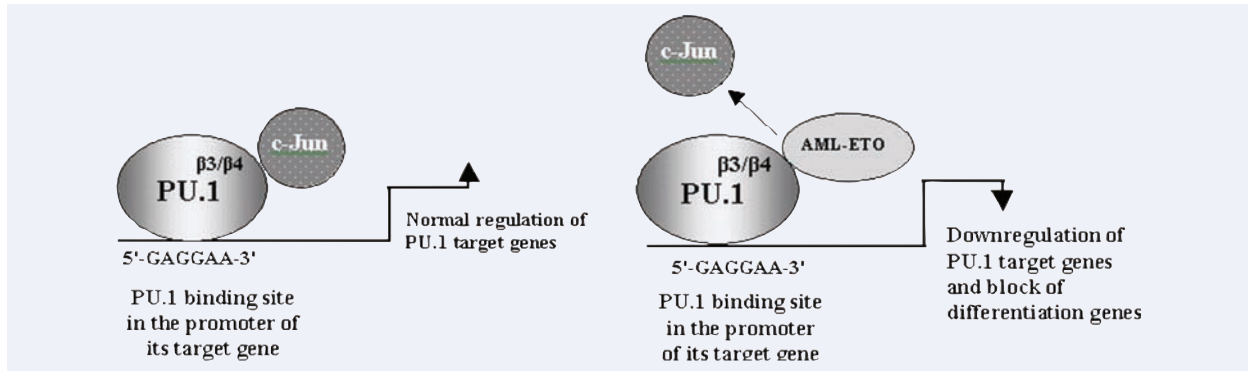 c-Jun
β3/β4
PU.1
Normal regulation of
PU.1 target genes
5'-GAGGAA-3'
PU.1 binding site
in the promoter of
its target gene
c-Jun
AML-ETO
β3/β4
PU.1
Downregulation of
PU.1 target genes
and block of
differentiation genes
5'-GAGGAA-3'
PU.1 binding site
in the promoter
of its target gene